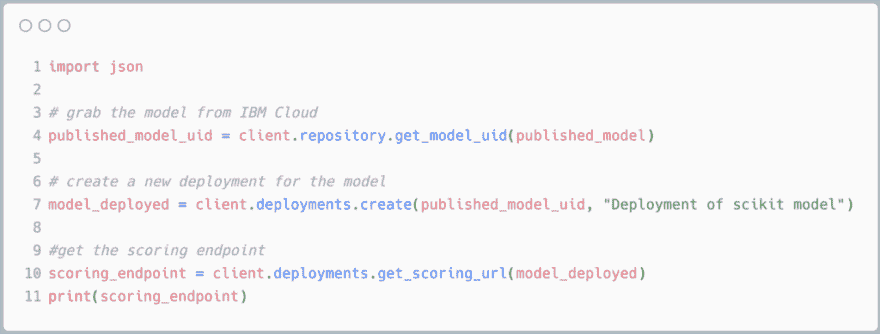 1 import json
2
3 # grab the model from IBM Cloud
4 published_model_uid = client.repository.get_model_uid(published_model)
5
6 # create a new deployment for the model
7 model_deployed = client.deployments.create(published_model_uid, "Deployment of scikit model")
8
9 #get the scoring endpoint
10 scoring_endpoint = client.deployments.get_scoring_url(model_deployed)
11 print(scoring_endpoint)